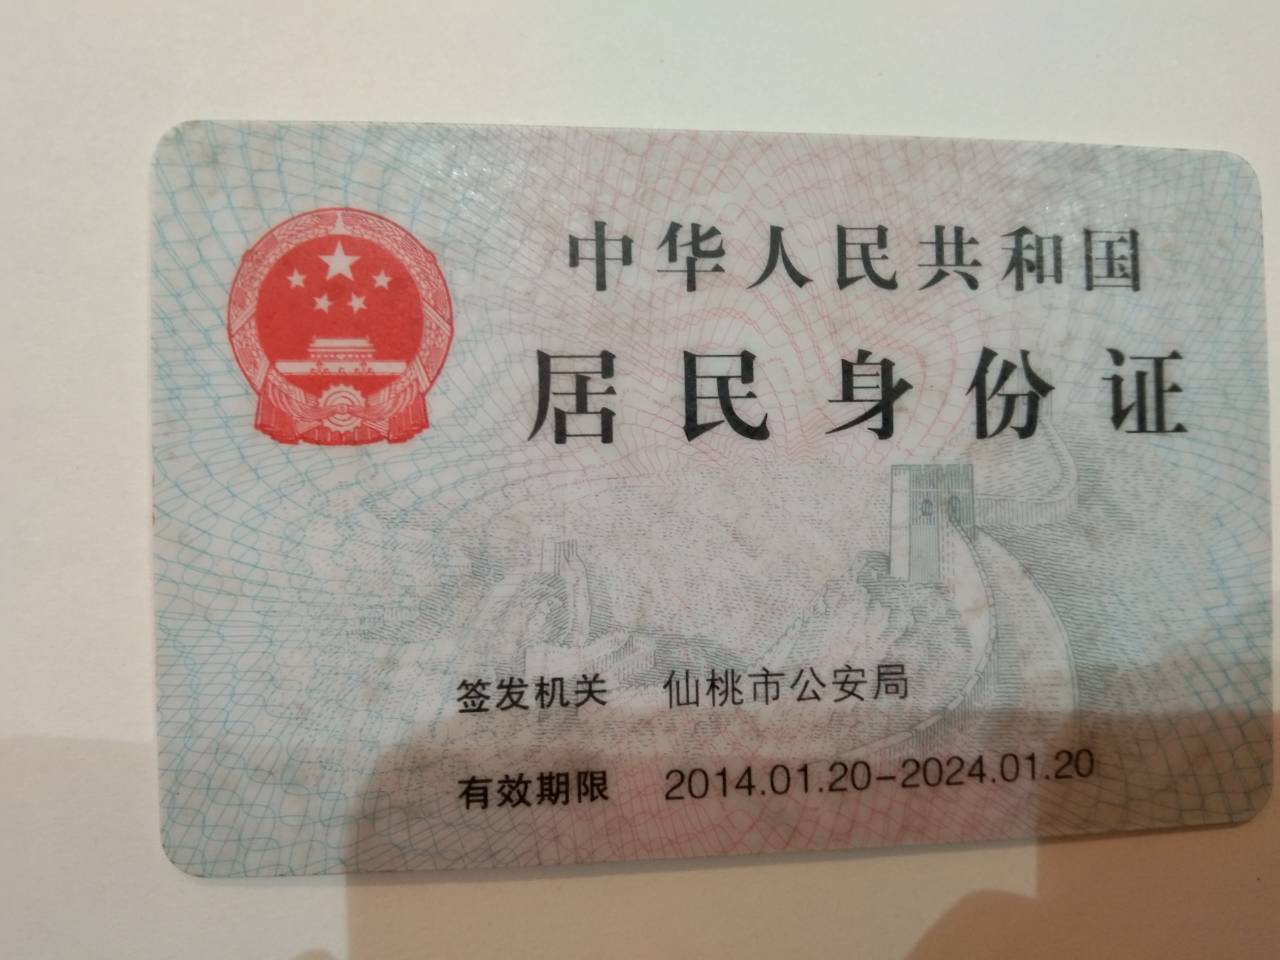 中华人民共和国
居民身份证
签发机关 仙桃市公安局
有效期限 2014.01.20-2024.01.20